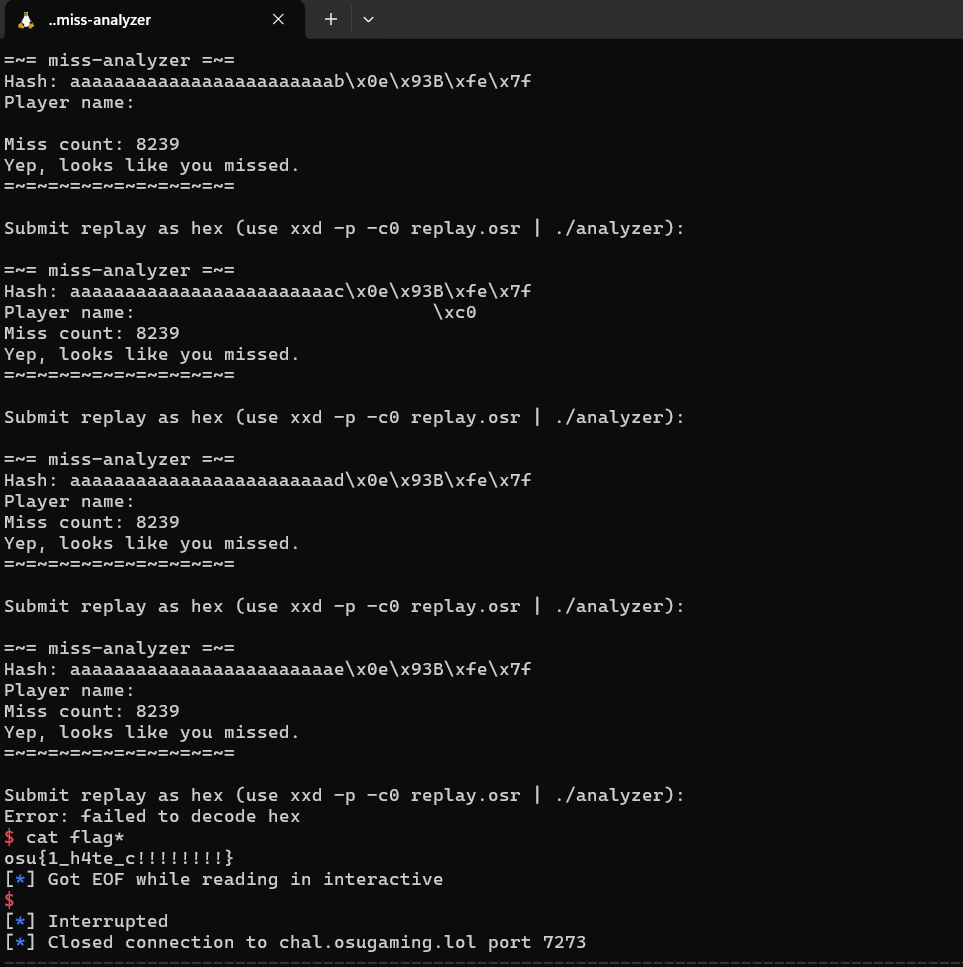 ..miss-analyzer
=~= miss-analyzer =~=
Hash: aaaaaaaaaaaaaaaaaaaaaaaab\x0e\x93B\xfe\x7f
Player name:
Miss count: 8239
Yep, looks like you missed.
=~=~=~=~=~=~=~=~=~=~=
Submit replay as hex (use xxd -p -c0 replay.osr | ./analyzer):
=~= miss-analyzer =~=
Hash: aaaaaaaaaaaaaaaaaaaaaaaac\x0e\x93B\xfe\x7f
Player name:                           \xc0
Miss count: 8239
Yep, looks like you missed.
=~=~=~=~=~=~=~=~=~=~=
Submit replay as hex (use xxd -p -c0 replay.osr | ./analyzer):
=~= miss-analyzer =~=
Hash: aaaaaaaaaaaaaaaaaaaaaaaad\x0e\x93B\xfe\x7f
Player name:
Miss count: 8239
Yep, looks like you missed.
=~=~=~=~=~=~=~=~=~=~=
Submit replay as hex (use xxd -p -c0 replay.osr | ./analyzer):
=~= miss-analyzer =~=
Hash: aaaaaaaaaaaaaaaaaaaaaaaae\x0e\x93B\xfe\x7f
Player name:
Miss count: 8239
Yep, looks like you missed.
=~=~=~=~=~=~=~=~=~=~=
Submit replay as hex (use xxd -p -c0 replay.osr | ./analyzer):
Error: failed to decode hex
$ cat flag*
osu{1_h4te_c!!!!!!!!}
[*] Got EOF while reading in interactive
$
[*] Interrupted
[*] Closed connection to chal.osugaming.lol port 7273